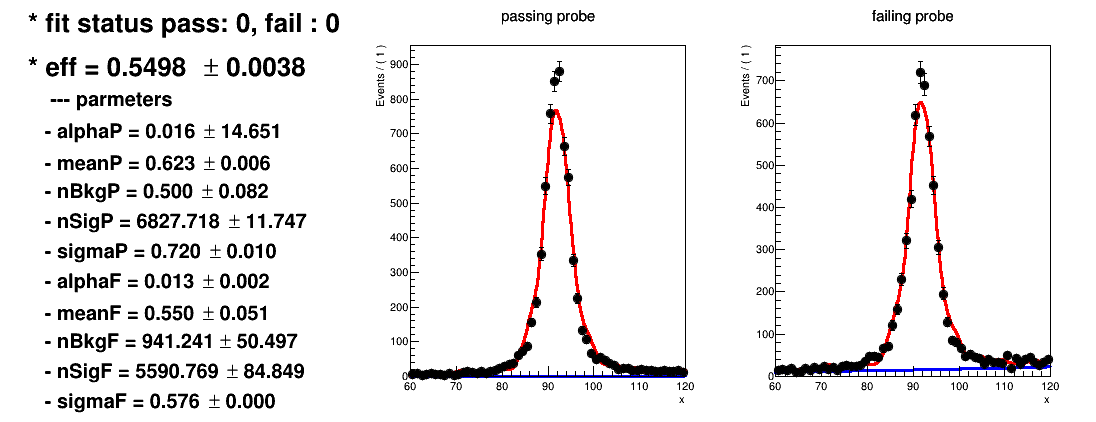 * fit status pass: 0, fail : 0
* eff = 0.5498 ± 0.0038
--- parmeters
- alphaP = 0.016 ± 14.651
- meanP = 0.623 ± 0.006
- nBkgP = 0.500 ± 0.082
- nSigP = 6827.718 ± 11.747
- sigmaP = 0.720 ± 0.010
- alphaF = 0.013 ± 0.002
- meanF = 0.550 ± 0.051
- nBkgF = 941.241 ± 50.497
- nSigF = 5590.769 ± 84.849
- sigmaF = 0.576 ± 0.000
passing probe
Events / ( 1 )
900
800
700
600
500
400
300
200
100
0
60 70 80 90 100 110 120
x
failing probe
Events / ( 1 )
700
600
500
400
300
200
100
0
60 70 80 90 100 110 120
x